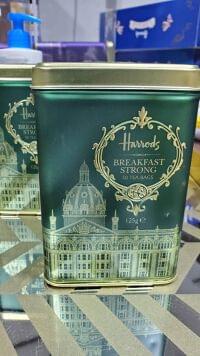 Harrods
BREAKFAST
STRONG
50 TEA BAGS
125g ℮